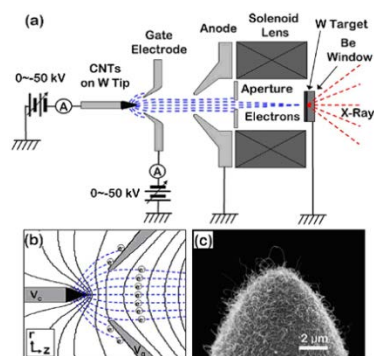 (a)
Gate
Electrode
Anode
Solenoid
Lens
W Target
Be
Window
CNTs
on W Tip
0~-50 kV
A
Aperture
Electrons
X-Ray
A
0~-50 kV
(b)
V_c
r
z
(c)
2 μm